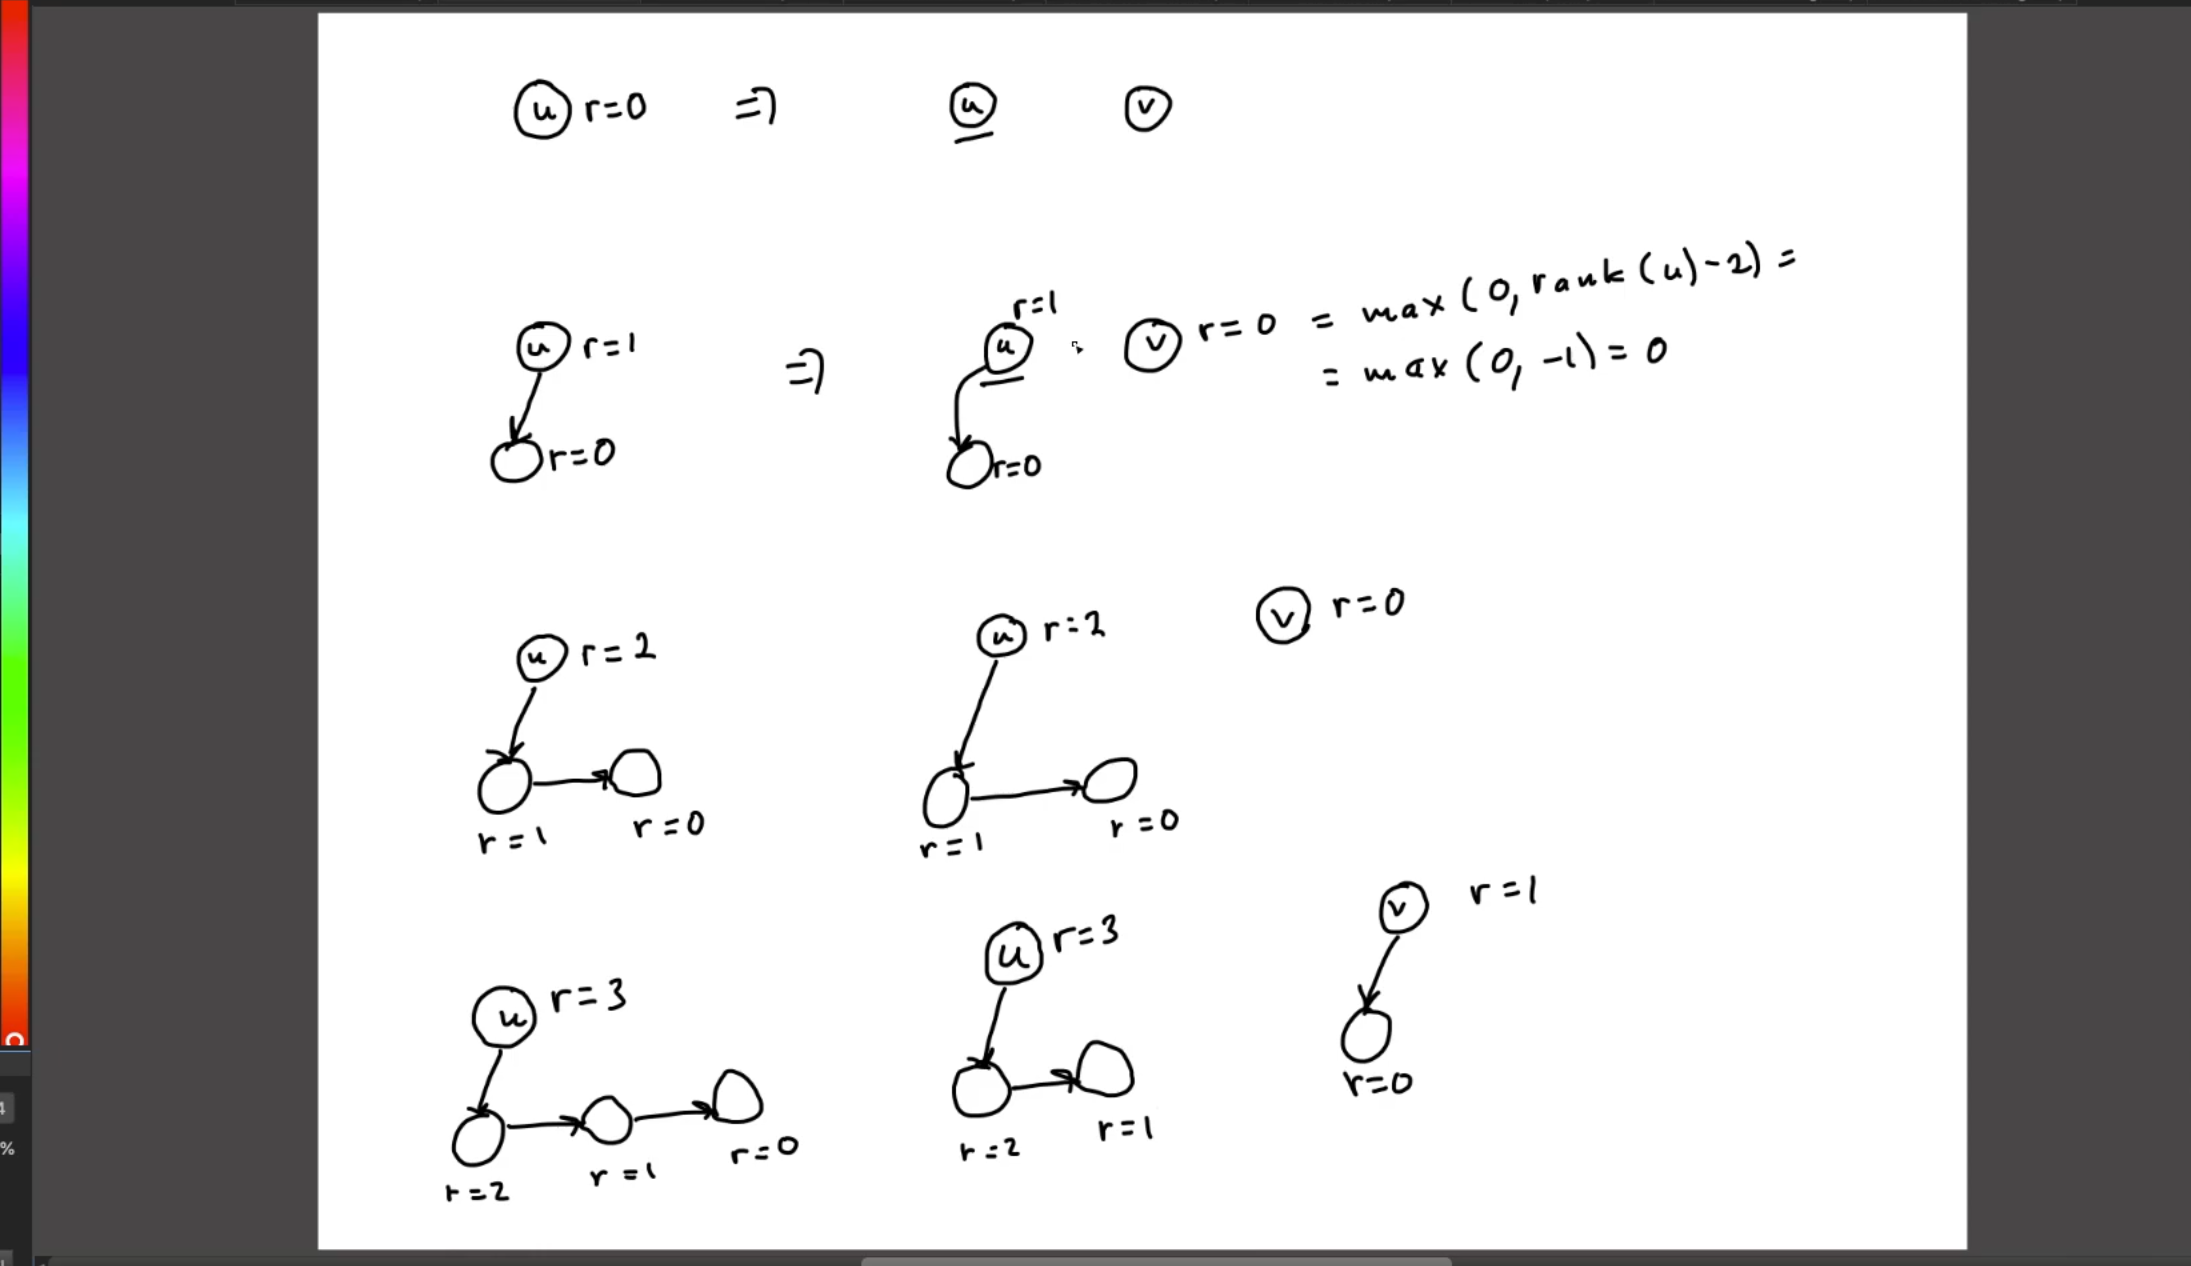 u r=0 => u v
r=1
u r=1 => u v r=0 = max (0, rank(u)-2) =
= max (0, -1) = 0
r=0 r=0
u r=2 u r=2 v r=0
r=1 r=0 r=1 r=0
v r=1
u r=3 u r=3
r=0
r=2 r=1 r=0 r=2 r=1
4
%